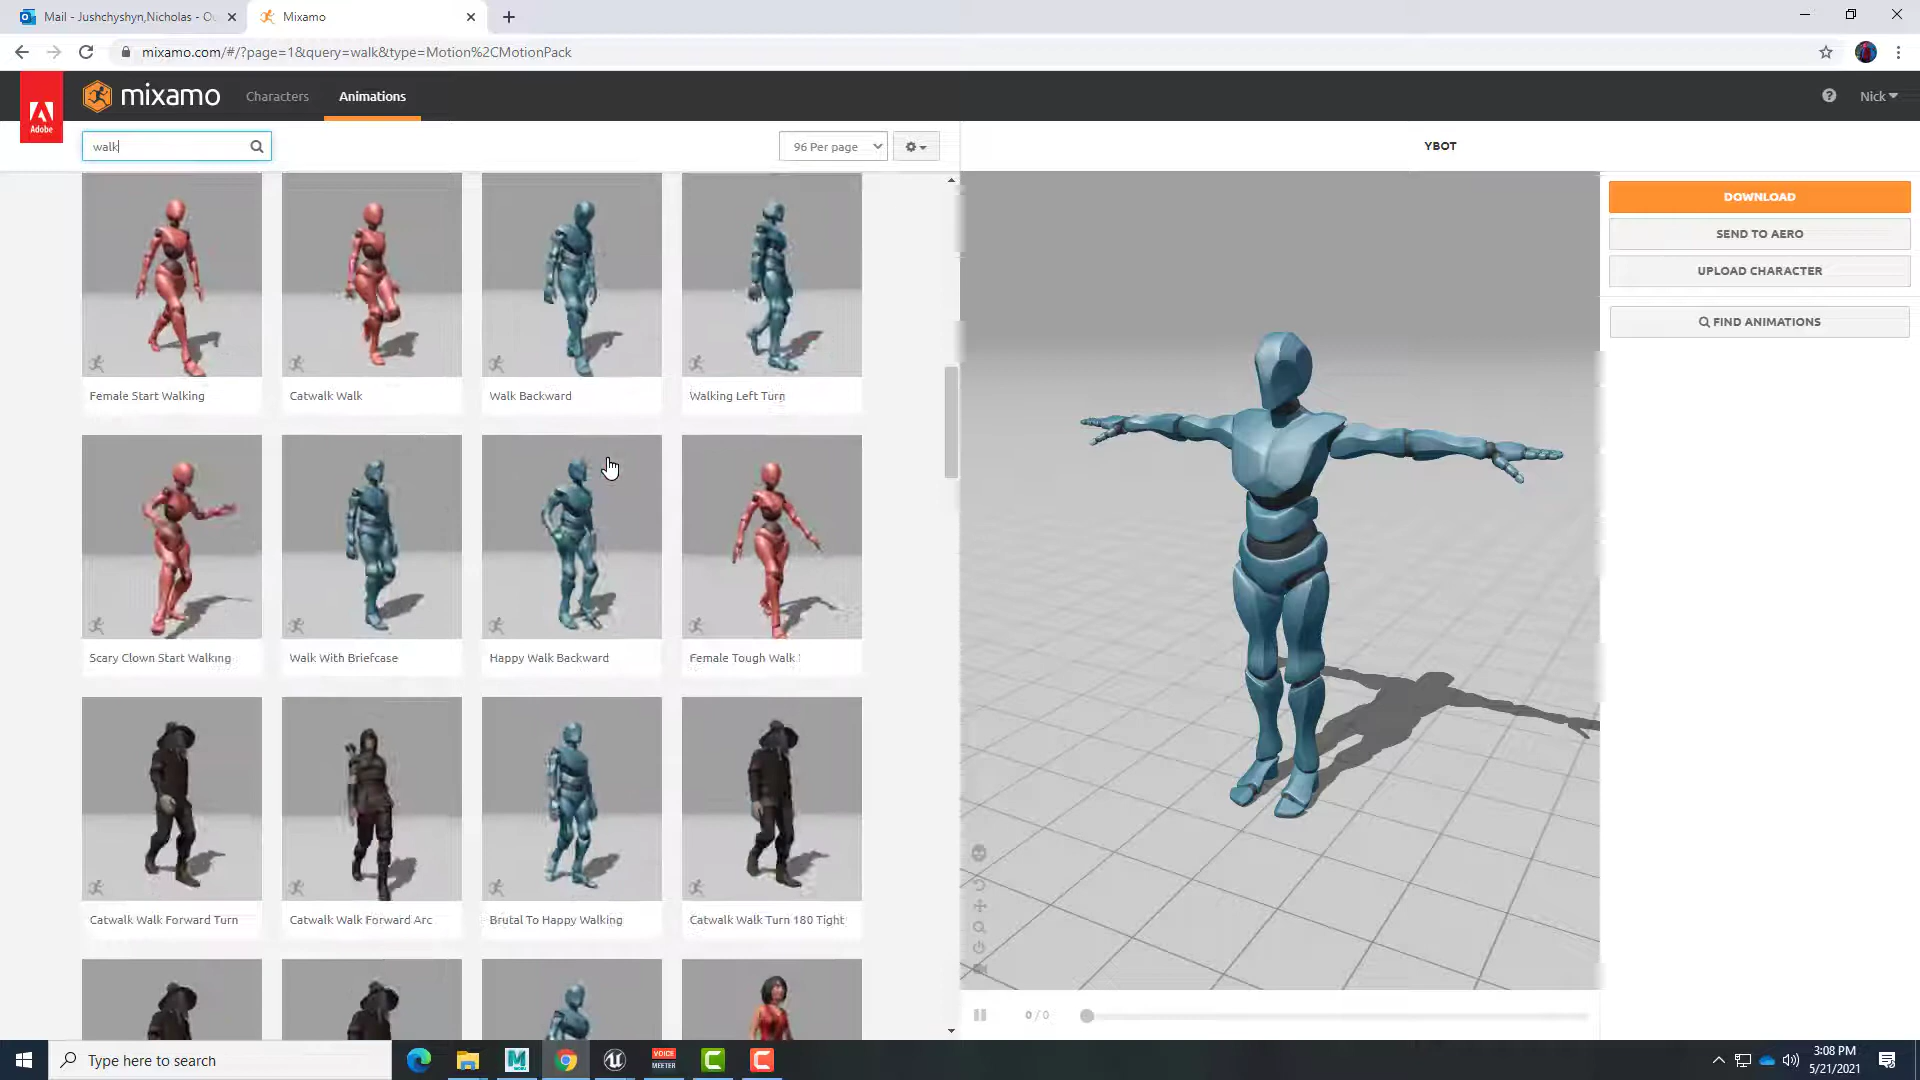 Mail - Jushchyshyn,Nicholas - Ou
Mixamo
mixamo.com/#/?page=1&query=walk&type=Motion%2CMotionPack
Adobe
mixamo
Characters
Animations
Nick
walk
96 Per page
YBOT
DOWNLOAD
SEND TO AERO
UPLOAD CHARACTER
FIND ANIMATIONS
Female Start Walking
Catwalk Walk
Walk Backward
Walking Left Turn
Scary Clown Start Walking
Walk With Briefcase
Happy Walk Backward
Female Tough Walk
Catwalk Walk Forward Turn
Catwalk Walk Forward Arc
Brutal To Happy Walking
Catwalk Walk Turn 180 Tight
0 / 0
Type here to search
VOICE
MEETER
3:08 PM
5/21/2021